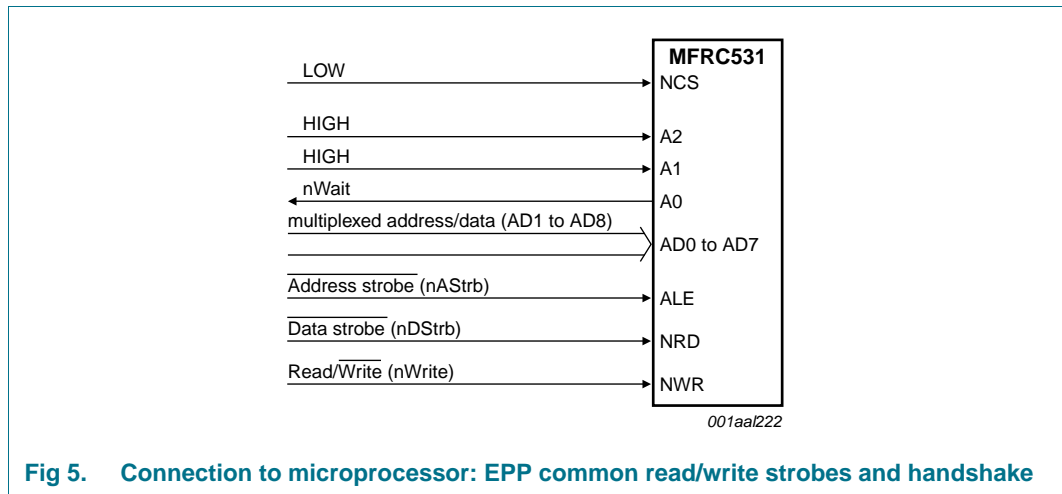 MFRC531
LOW
NCS
HIGH
A2
HIGH
A1
nWait
A0
multiplexed address/data (AD1 to AD8)
AD0 to AD7
Address strobe (nAStrb)
ALE
Data strobe (nDStrb)
NRD
Read/Write (nWrite)
NWR
001aal222
Fig 5. Connection to microprocessor: EPP common read/write strobes and handshake